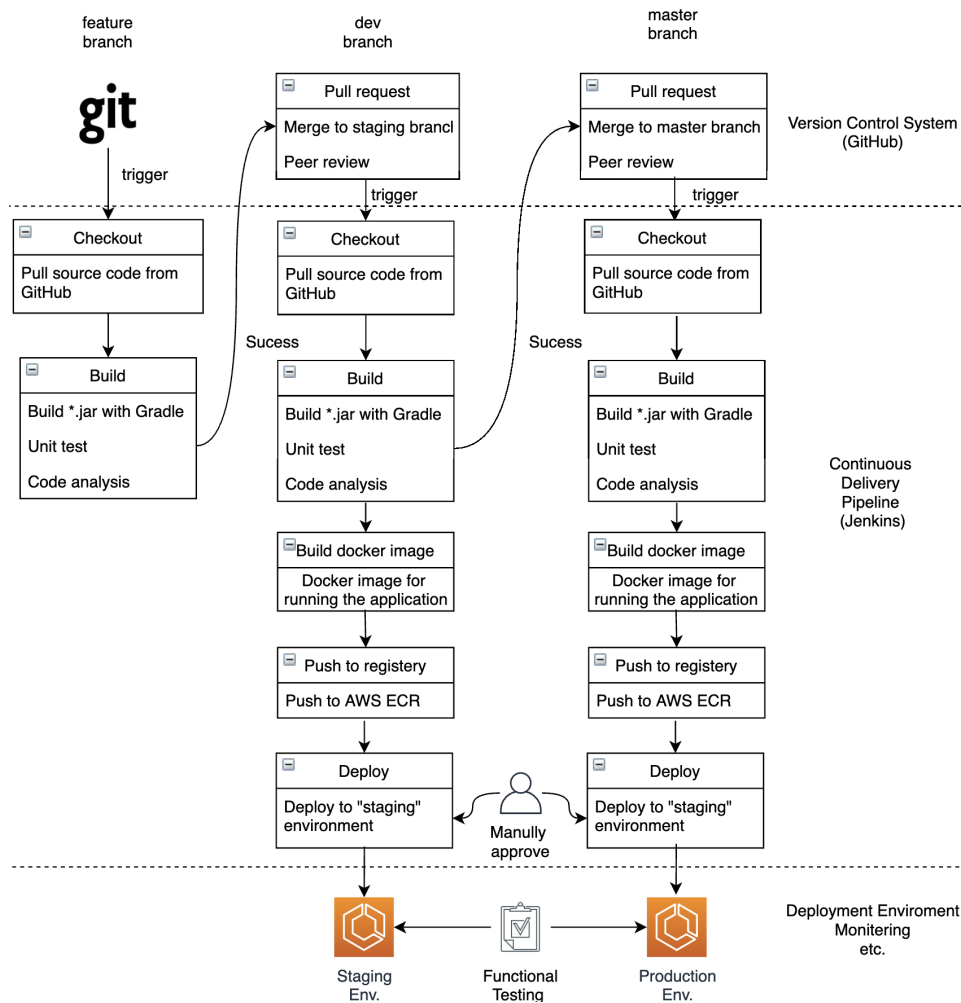 feature
branch
dev
branch
master
branch
git
trigger
Pull request
Merge to staging brancl
Peer review
trigger
Pull request
Merge to master branch
Peer review
trigger
Version Control System
(GitHub)
Checkout
Pull source code from
GitHub
Build
Build *.jar with Gradle
Unit test
Code analysis
Sucess
Checkout
Pull source code from
GitHub
Build
Build *.jar with Gradle
Unit test
Code analysis
Build docker image
Docker image for
running the application
Push to registery
Push to AWS ECR
Deploy
Deploy to "staging"
environment
Sucess
Checkout
Pull source code from
GitHub
Build
Build *.jar with Gradle
Unit test
Code analysis
Build docker image
Docker image for
running the application
Push to registery
Push to AWS ECR
Deploy
Deploy to "staging"
environment
Manully
approve
Continuous
Delivery
Pipeline
(Jenkins)
Staging
Env.
Functional
Testing
Production
Env.
Deployment Enviroment
Monitering
etc.